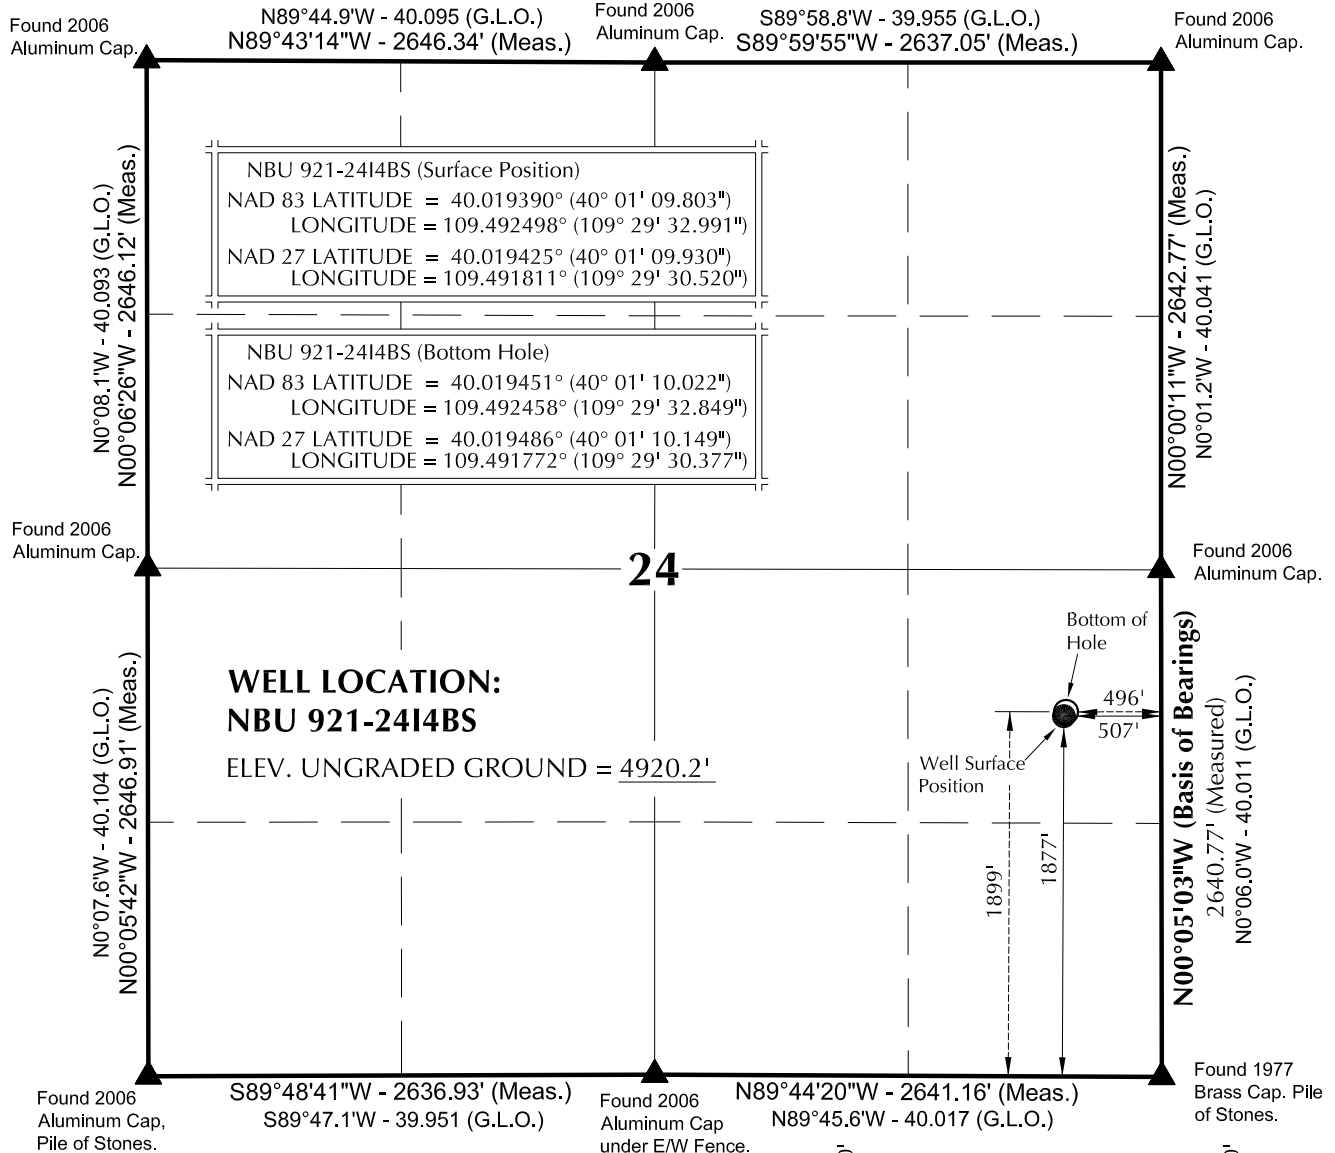 Found 2006
Aluminum Cap.
N89°44.9'W - 40.095 (G.L.O.)
N89°43'14"W - 2646.34' (Meas.)
Found 2006
Aluminum Cap.
S89°58.8'W - 39.955 (G.L.O.)
S89°59'55"W - 2637.05' (Meas.)
Found 2006
Aluminum Cap.
N0°08.1'W - 40.093 (G.L.O.)
N00°06'26"W - 2646.12' (Meas.)
NBU 921-24I4BS (Surface Position)
NAD 83 LATITUDE = 40.019390° (40° 01' 09.803")
LONGITUDE = 109.492498° (109° 29' 32.991")
NAD 27 LATITUDE = 40.019425° (40° 01' 09.930")
LONGITUDE = 109.491811° (109° 29' 30.520")
NBU 921-24I4BS (Bottom Hole)
NAD 83 LATITUDE = 40.019451° (40° 01' 10.022")
LONGITUDE = 109.492458° (109° 29' 32.849")
NAD 27 LATITUDE = 40.019486° (40° 01' 10.149")
LONGITUDE = 109.491772° (109° 29' 30.377")
N00°00'11"W - 2642.77' (Meas.)
N0°01.2'W - 40.041 (G.L.O.)
Found 2006
Aluminum Cap.
24
Found 2006
Aluminum Cap.
N0°07.6'W - 40.104 (G.L.O.)
N00°05'42"W - 2646.91' (Meas.)
WELL LOCATION:
NBU 921-24I4BS
ELEV. UNGRADED GROUND = 4920.2'
Bottom of
Hole
496'
507'
Well Surface
Position
1899'
1877'
N00°05'03"W (Basis of Bearings)
2640.77' (Measured)
N0°06.0'W - 40.011 (G.L.O.)
Found 2006
Aluminum Cap,
Pile of Stones.
S89°48'41"W - 2636.93' (Meas.)
S89°47.1'W - 39.951 (G.L.O.)
Found 2006
Aluminum Cap
under E/W Fence.
N89°44'20"W - 2641.16' (Meas.)
N89°45.6'W - 40.017 (G.L.O.)
Found 1977
Brass Cap. Pile
of Stones.